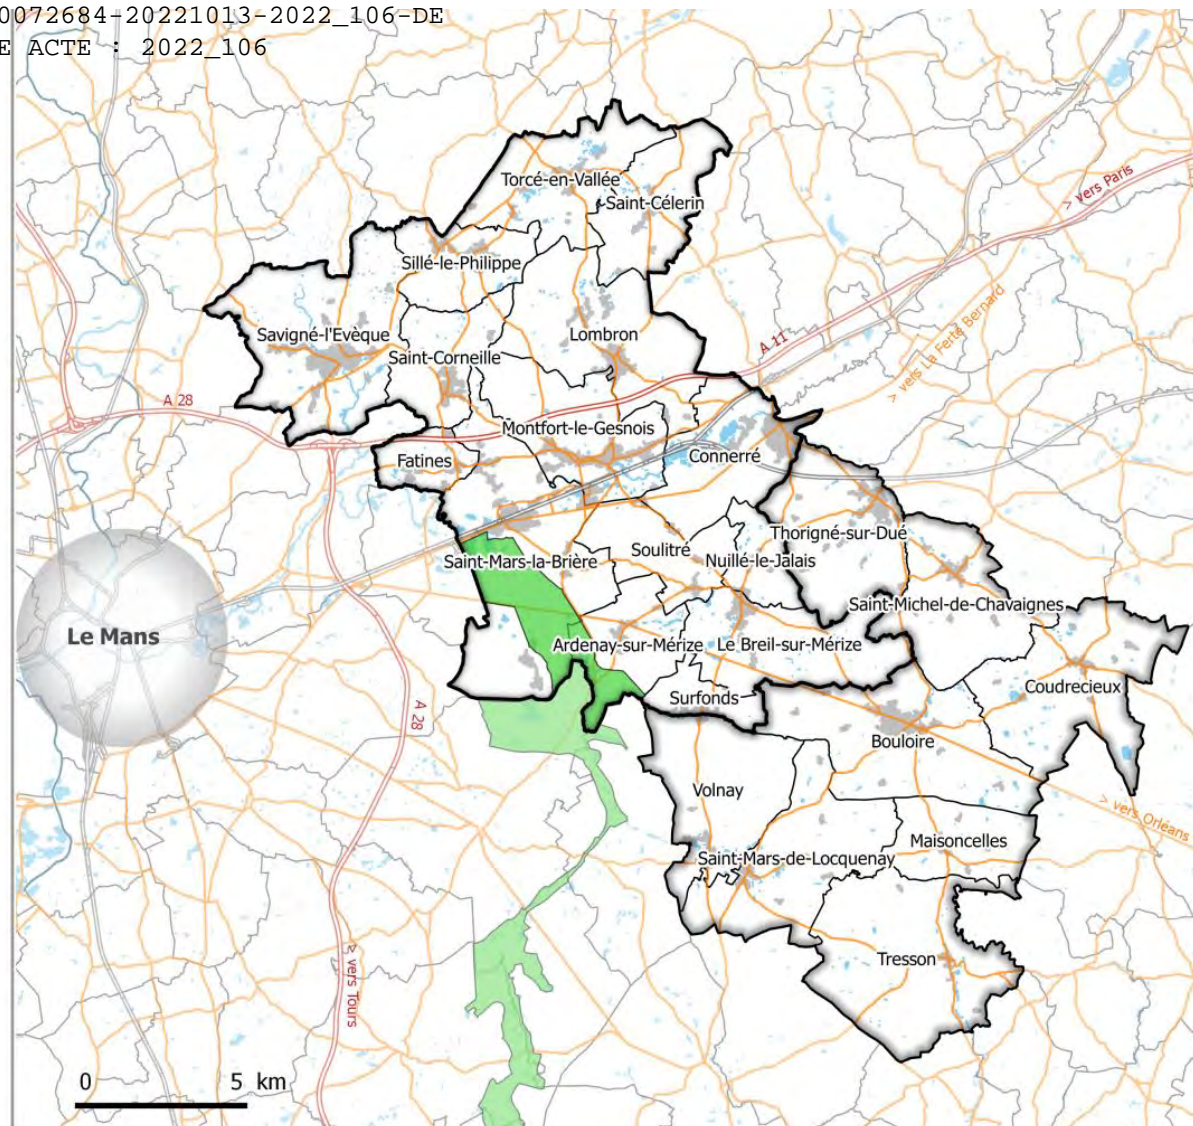 0072684-20221013-2022_106-DE
E ACTE : 2022_106
> vers Paris
Torcé-en-Vallée
Saint-Célerin
Sillé-le-Philippe
Savigné-l'Evèque
Lombron
A 11
> vers La Ferté Bernard
Saint-Corneille
A 28
Montfort-le-Gesnois
Connerré
Fatines
Thorigné-sur-Dué
Soulitré
Saint-Mars-la-Brière
Nuillé-le-Jalais
Saint-Michel-de-Chavaignes
Le Mans
Ardenay-sur-Mérize
Le Breil-sur-Mérize
Coudrecieux
Surfonds
A 28
Bouloire
Volnay
> vers Orléans
Maisoncelles
Saint-Mars-de-Locquenay
Tresson
> vers Tours
0 5 km